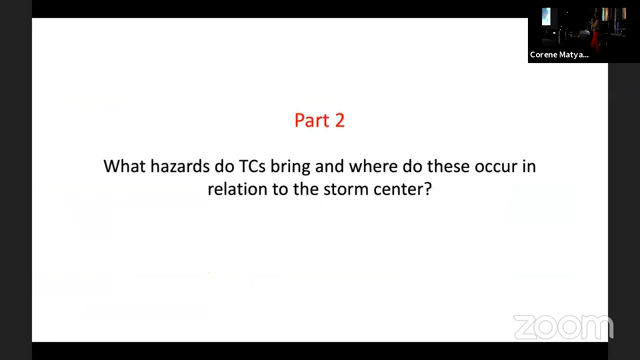 Corene Matya...
Part 2
What hazards do TCs bring and where do these occur in
relation to the storm center?
zoom